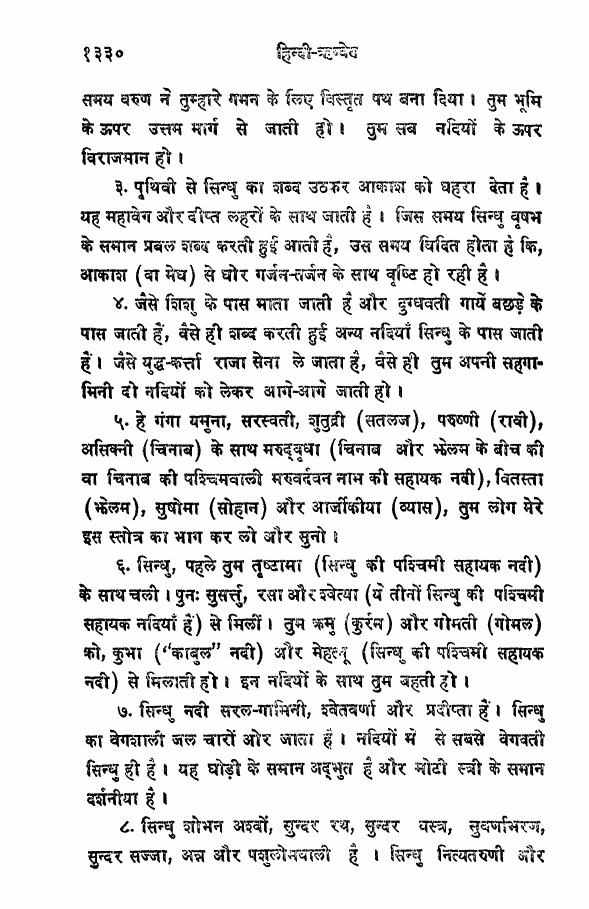 १३३० हिन्दी-ऋग्वेद
समय वरुण ने तुम्हारे गमन के लिए विस्तृत पथ बना दिया। तुम भूमि
के ऊपर उत्तम मार्ग से जाती हो। तुम सब नदियों के ऊपर
विराजमान हो।
३. पृथिवी से सिन्धु का शब्द उठकर आकाश को घहरा देता है।
यह महावेग और दीप्त लहरों के साथ जाती है। जिस समय सिन्धु वृषभ
के समान प्रबल शब्द करती हुई आती है, उस समय विदित होता है कि,
आकाश (वा मेघ) से घोर गर्जन-तर्जन के साथ वृष्टि हो रही है।
४. जैसे शिशु के पास माता जाती है और दुग्धवती गायें बछड़े के
पास जाती हैं, वैसे ही शब्द करती हुई अन्य नदियाँ सिन्धु के पास जाती
हैं। जैसे युद्ध-कर्त्ता राजा सेना ले जाता है, वैसे ही तुम अपनी सहगा-
मिनी दो नदियों को लेकर आगे-आगे जाती हो।
५. हे गंगा यमुना, सरस्वती, शुतुद्री (सतलज), परुष्णी (रावी),
असिक्नी (चिनाब) के साथ मरुद्वृधा (चिनाब और झेलम के बीच की
वा चिनाब की पश्चिमवाली मरुवर्दवन नाम की सहायक नदी), वितस्ता
(झेलम), सुषोमा (सोहान) और आर्जीकीया (व्यास), तुम लोग मेरे
इस स्तोत्र का भाग कर लो और सुनो।
६. सिन्धु, पहले तुम तृष्टामा (सिन्धु की पश्चिमी सहायक नदी)
के साथ चली। पुनः सुसर्त्तु, रसा और श्वेत्या (ये तीनों सिन्धु की पश्चिमी
सहायक नदियाँ हैं) से मिलीं। तुम क्रमु (कुर्रम) और गोमती (गोमल)
को, कुभा ("काबुल" नदी) और मेहत्नू (सिन्धु की पश्चिमी सहायक
नदी) से मिलाती हो। इन नदियों के साथ तुम बहती हो।
७. सिन्धु नदी सरल-गामिनी, श्वेतवर्णा और प्रदीप्ता हैं। सिन्धु
का वेगशाली जल चारों ओर जाता है। नदियों में से सबसे वेगवती
सिन्धु ही है। यह घोड़ी के समान अद्भुत है और मोटी स्त्री के समान
दर्शनीया है।
८. सिन्धु शोभन अश्वों, सुन्दर रथ, सुन्दर वस्त्र, सुवर्णाभरण,
सुन्दर सज्जा, अन्न और पशुलोमवाली है । सिन्धु नित्यतरुणी और